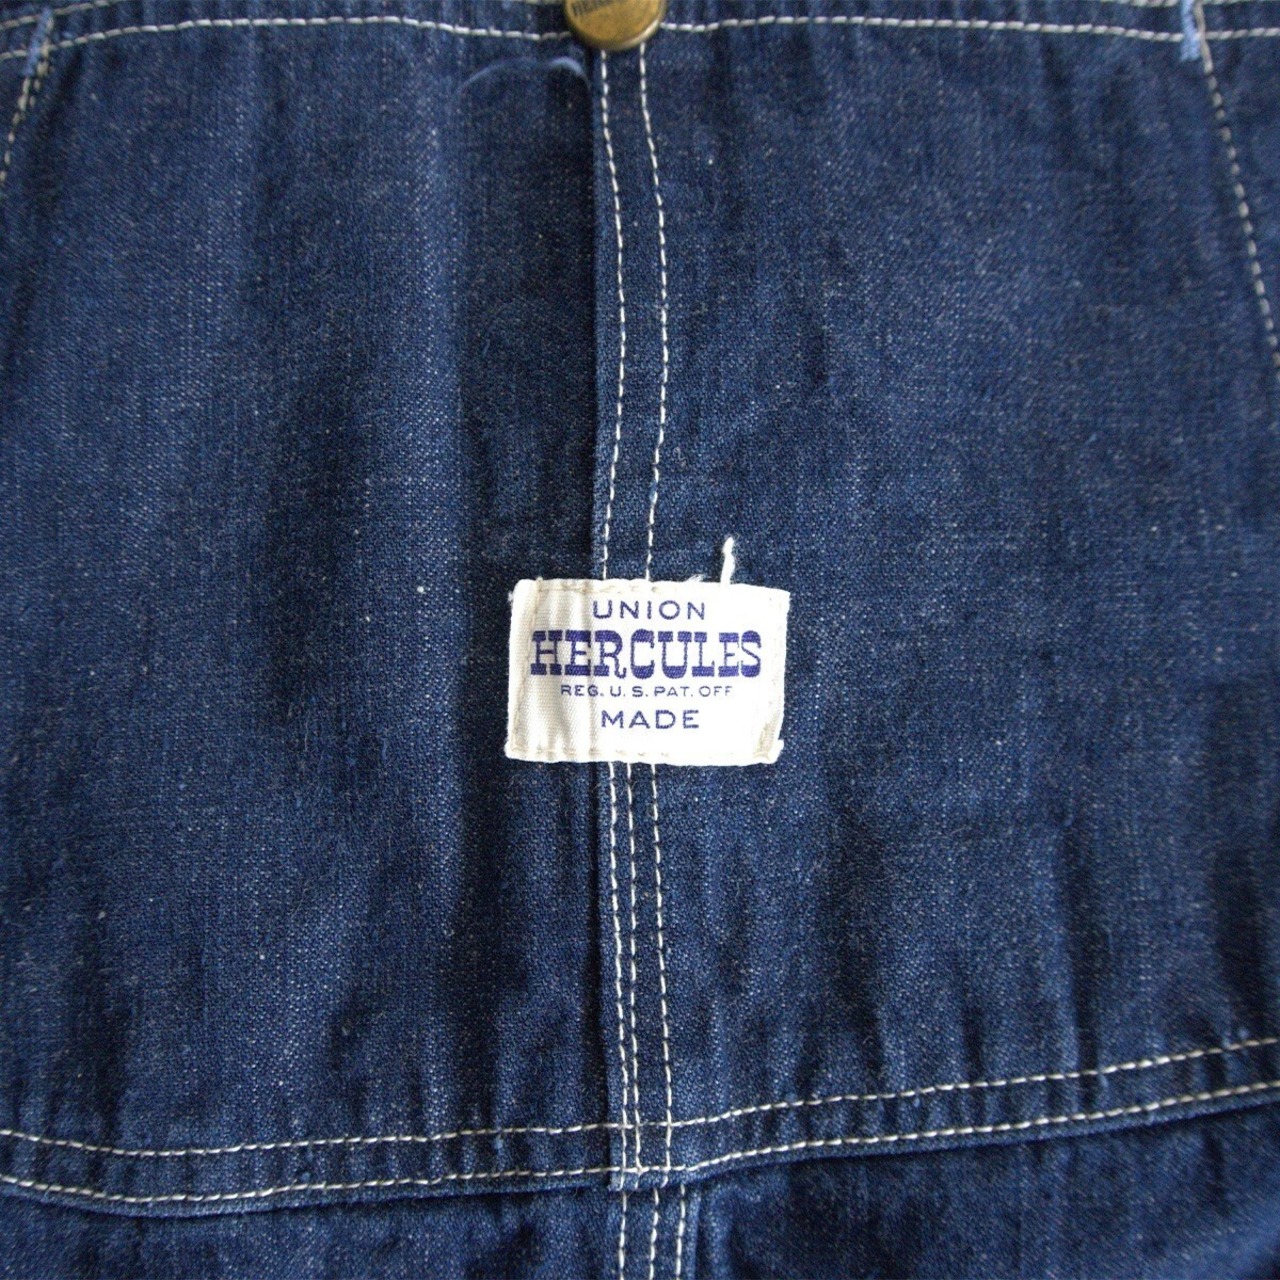 UNION
HERCULES
REG. U. S. PAT. OFF
MADE